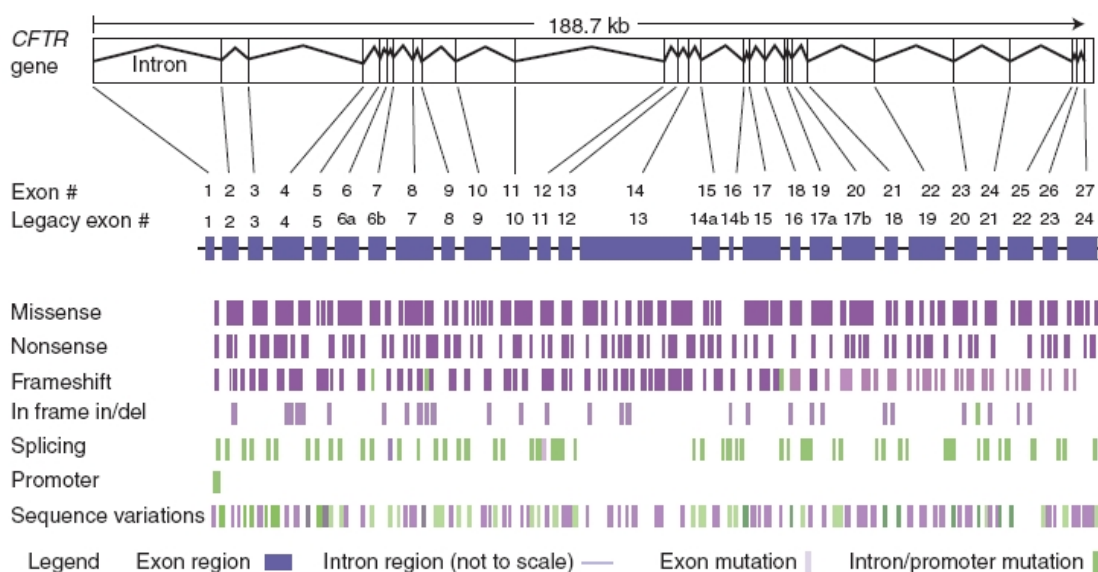 188.7 kb
CFTR
gene
Intron
Exon # 1 2 3 4 5 6 7 8 9 10 11 12 13 14 15 16 17 18 19 20 21 22 23 24 25 26 27
Legacy exon # 1 2 3 4 5 6a 6b 7 8 9 10 11 12 13 14a 14b 15 16 17a 17b 18 19 20 21 22 23 24
Missense
Nonsense
Frameshift
In frame in/del
Splicing
Promoter
Sequence variations
Legend Exon region Intron region (not to scale) Exon mutation Intron/promoter mutation